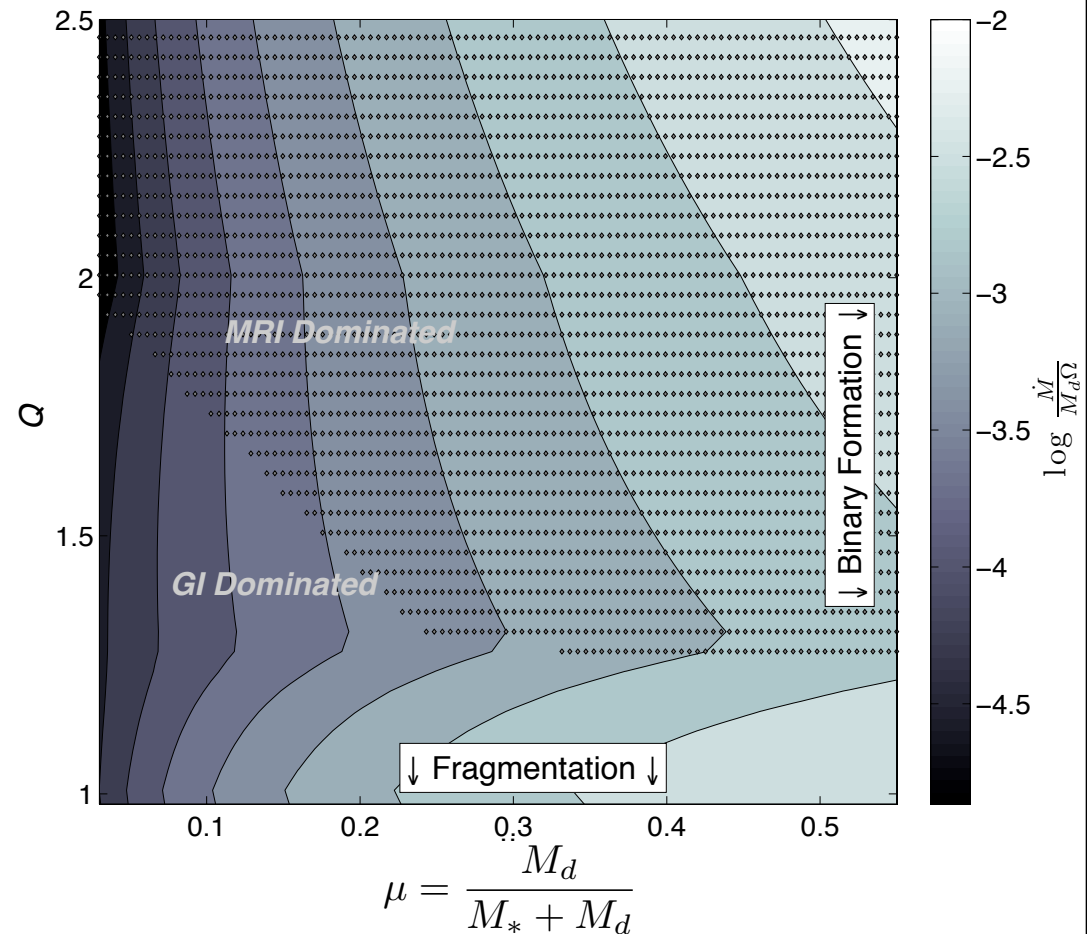 2.5
2
1.5
1
Q
MRI Dominated
GI Dominated
↓ Binary Formation ↓
↓ Fragmentation ↓
0.1 0.2 0.3 0.4 0.5
μ = M_d / (M_* + M_d)
−2
−2.5
−3
−3.5
−4
−4.5
log Ṁ / (M_dΩ)